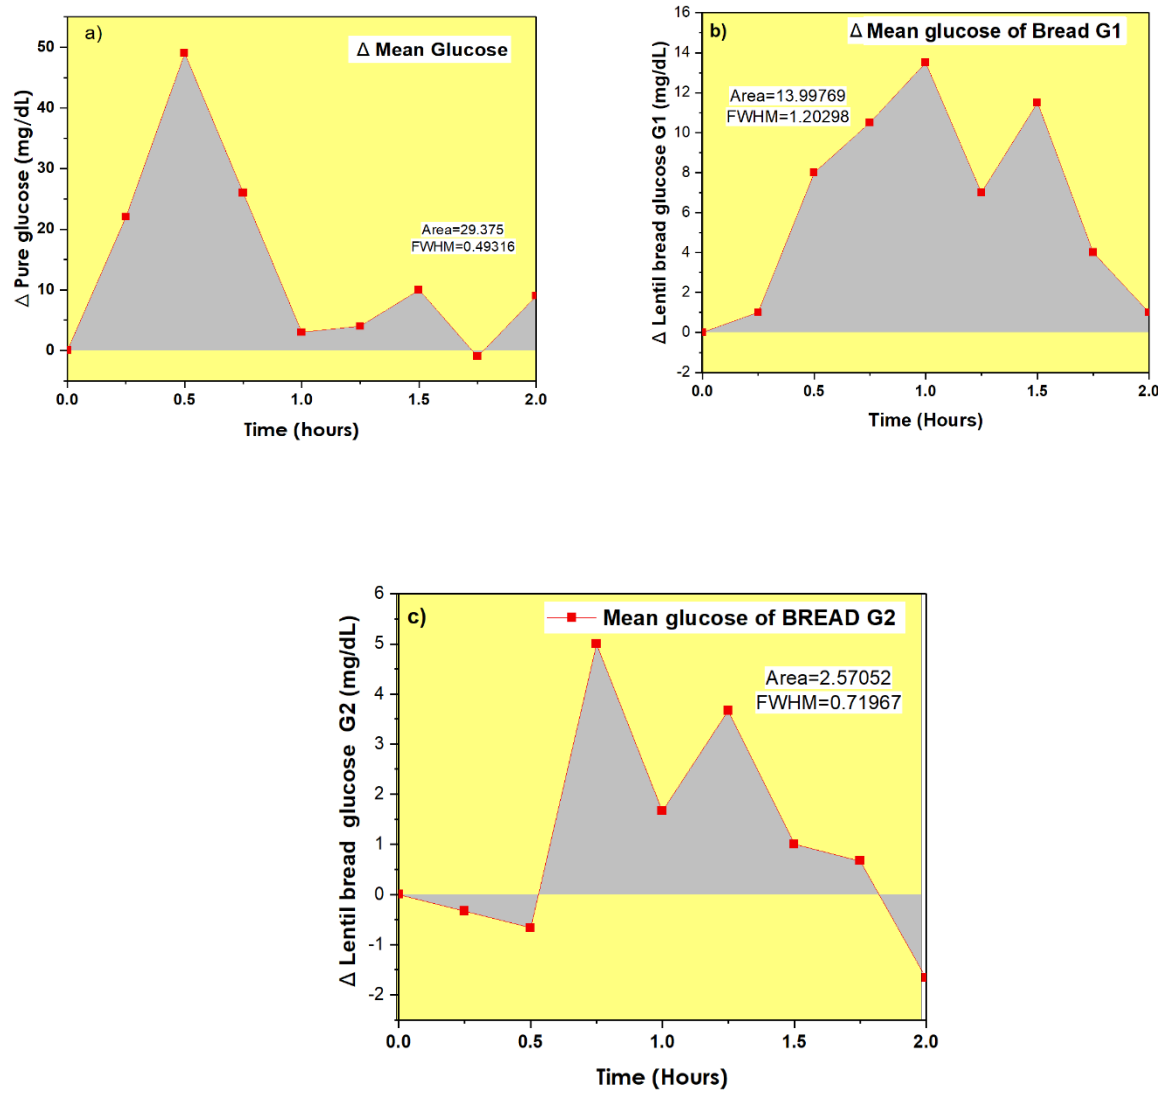 a)
Δ Mean Glucose
Area=29.375
FWHM=0.49316
Δ Pure glucose (mg/dL)
50
40
30
20
10
0
0.0 0.5 1.0 1.5 2.0
Time (hours)
b)
Δ Mean glucose of Bread G1
Area=13.99769
FWHM=1.20298
Δ Lentil bread glucose G1 (mg/dL)
16
14
12
10
8
6
4
2
0
-2
0.0 0.5 1.0 1.5 2.0
Time (Hours)
c)
Mean glucose of BREAD G2
Area=2.57052
FWHM=0.71967
Δ Lentil bread glucose G2 (mg/dL)
6
5
4
3
2
1
0
-1
-2
0.0 0.5 1.0 1.5 2.0
Time (Hours)